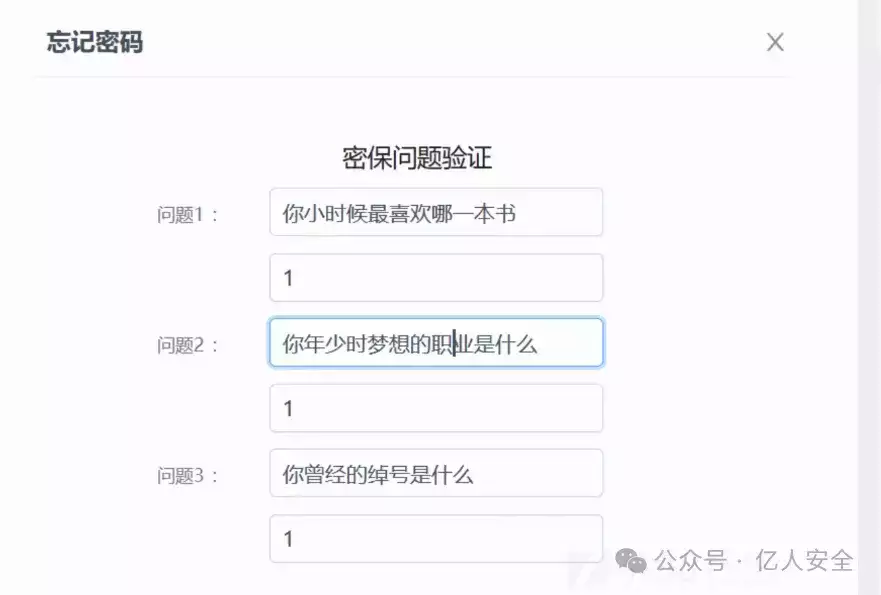 忘记密码
密保问题验证
问题1：
你小时候最喜欢哪一本书
1
问题2：
你年少时梦想的职业是什么
1
问题3：
你曾经的绰号是什么
1
公众号 · 亿人安全